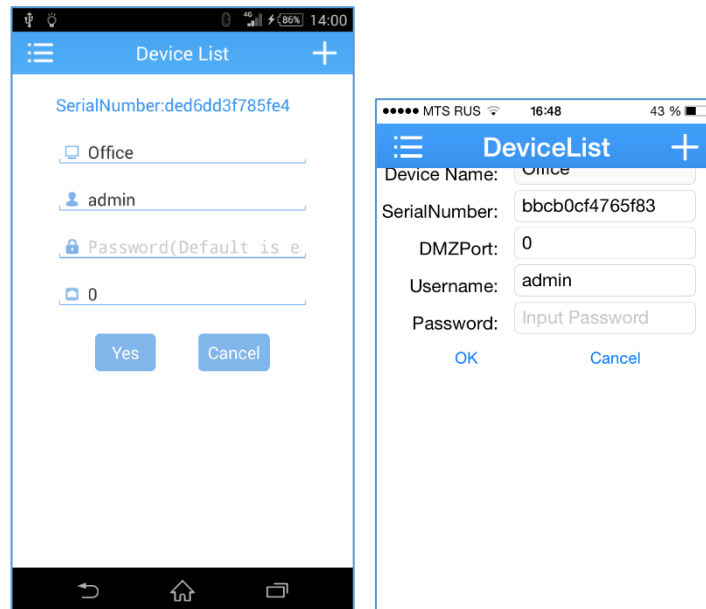 4G 86% 14:00
Device List
SerialNumber:ded6dd3f785fe4
Office
admin
Password(Default is e
0
Yes Cancel
MTS RUS 16:48 43 %
DeviceList
Device Name: Office
SerialNumber: bbcb0cf4765f83
DMZPort: 0
Username: admin
Password: Input Password
OK Cancel